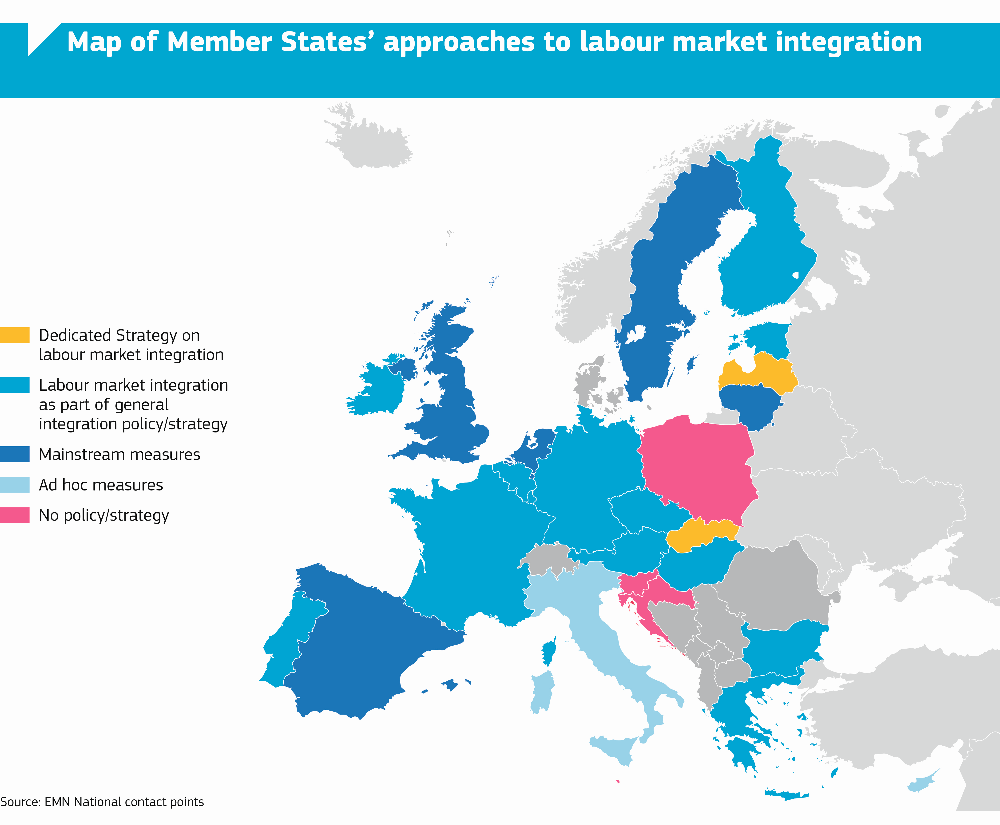 Map of Member States’ approaches to labour market integration
Dedicated Strategy on
labour market integration
Labour market integration
as part of general
integration policy/strategy
Mainstream measures
Ad hoc measures
No policy/strategy
Source: EMN National contact points